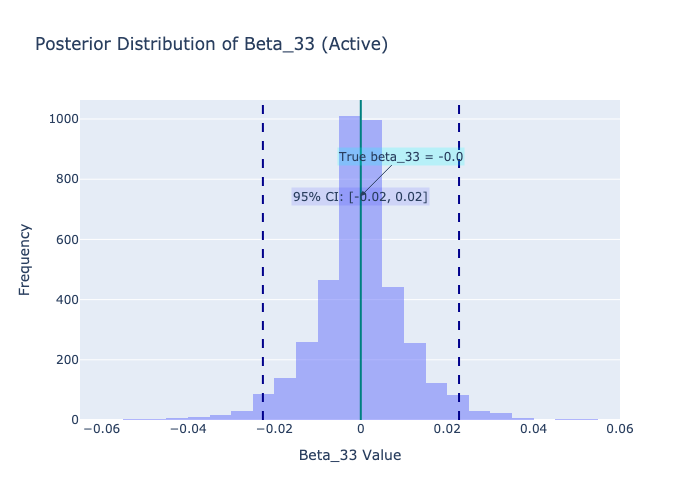 Posterior Distribution of Beta_33 (Active)
1000
True beta_33 = -0.0
800
95% CI: [-0.02, 0.02]
600
400
200
0
Frequency
−0.06
−0.04
−0.02
0
0.02
0.04
0.06
Beta_33 Value